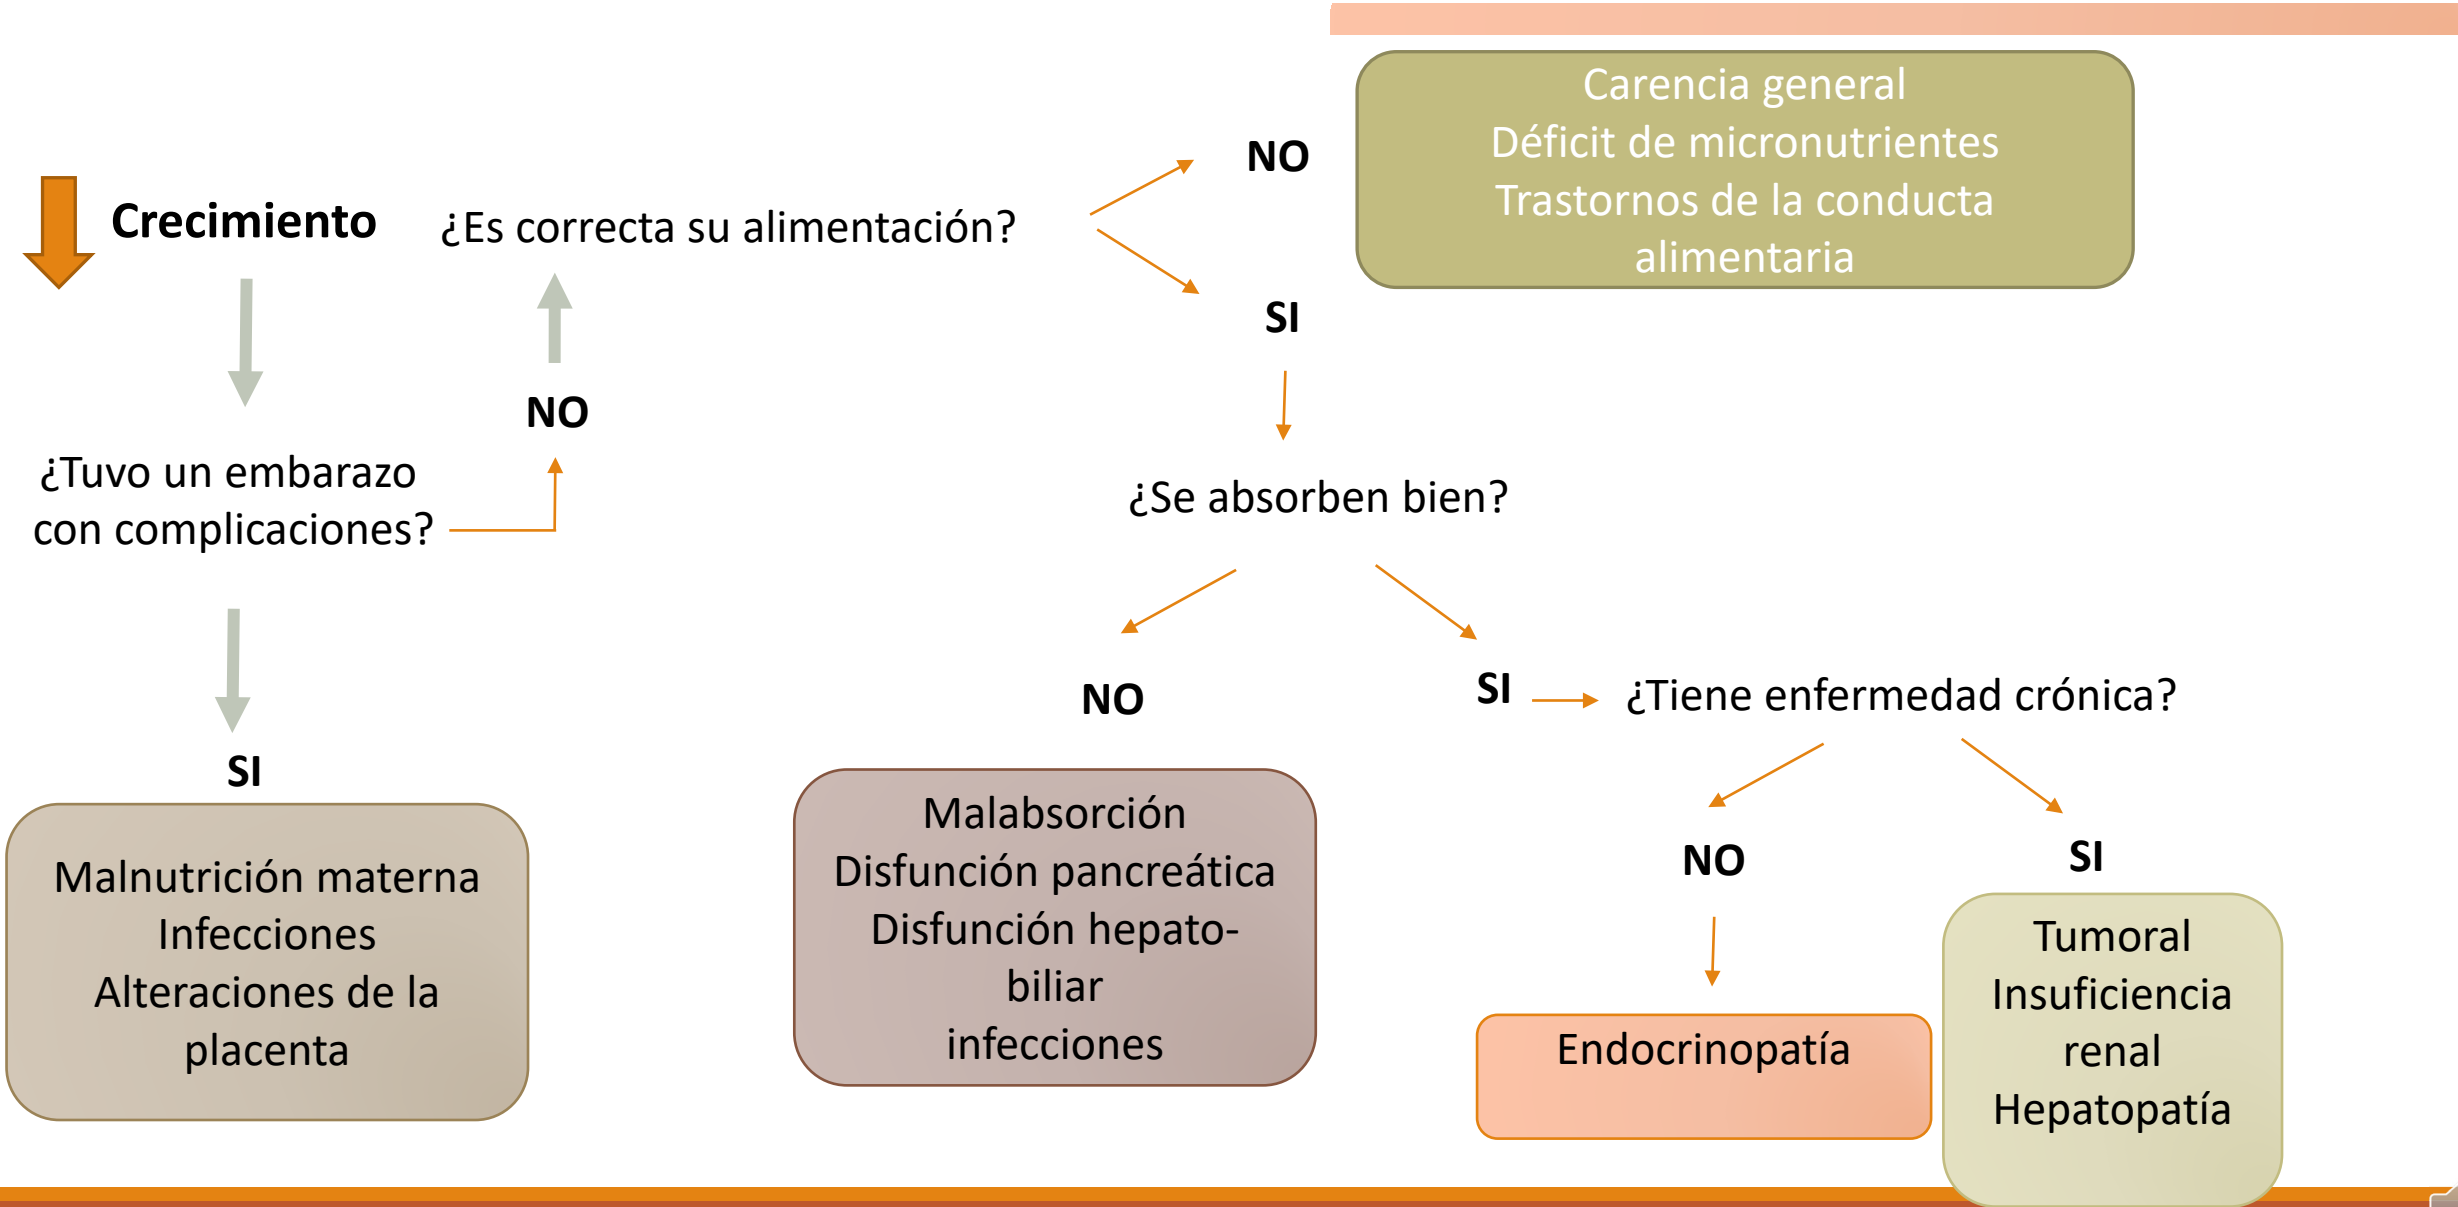 Crecimiento
¿Tuvo un embarazo
con complicaciones?
SI
Malnutrición materna
Infecciones
Alteraciones de la
placenta
NO
¿Es correcta su alimentación?
NO
Carencia general
Déficit de micronutrientes
Trastornos de la conducta
alimentaria
SI
¿Se absorben bien?
NO
Malabsorción
Disfunción pancreática
Disfunción hepato-
biliar
infecciones
SI
¿Tiene enfermedad crónica?
NO
Endocrinopatía
SI
Tumoral
Insuficiencia
renal
Hepatopatía